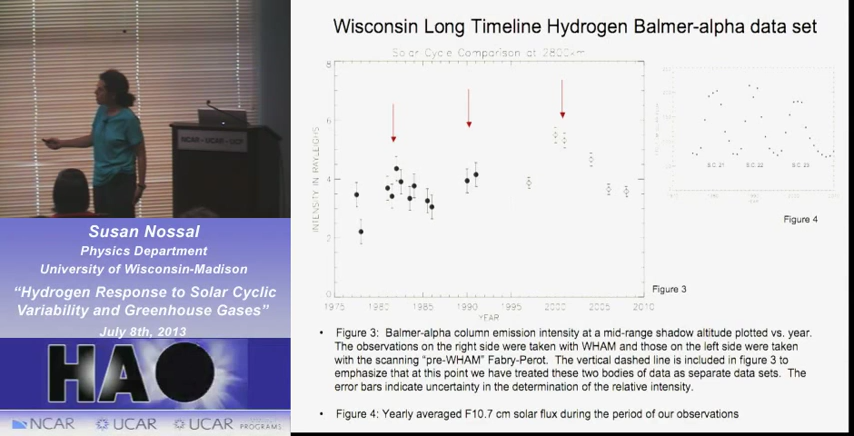 Wisconsin Long Timeline Hydrogen Balmer-alpha data set
Solar Cycle Comparison at 2800km
8
6
4
2
0
INTENSITY IN RAYLEIGHS
1975 1980 1985 1990 1995 2000 2005 2010
YEAR
Figure 3
S.C. 21 S.C. 22 S.C. 23
Figure 4
• Figure 3: Balmer-alpha column emission intensity at a mid-range shadow altitude plotted vs. year.
The observations on the right side were taken with WHAM and those on the left side were taken
with the scanning “pre-WHAM” Fabry-Perot. The vertical dashed line is included in figure 3 to
emphasize that at this point we have treated these two bodies of data as separate data sets. The
error bars indicate uncertainty in the determination of the relative intensity.
• Figure 4: Yearly averaged F10.7 cm solar flux during the period of our observations
NCAR-UCAR-UCP
Susan Nossal
Physics Department
University of Wisconsin-Madison
“Hydrogen Response to Solar Cyclic
Variability and Greenhouse Gases”
July 8th, 2013
HAO
NCAR UCAR UCAR
PROGRAMS